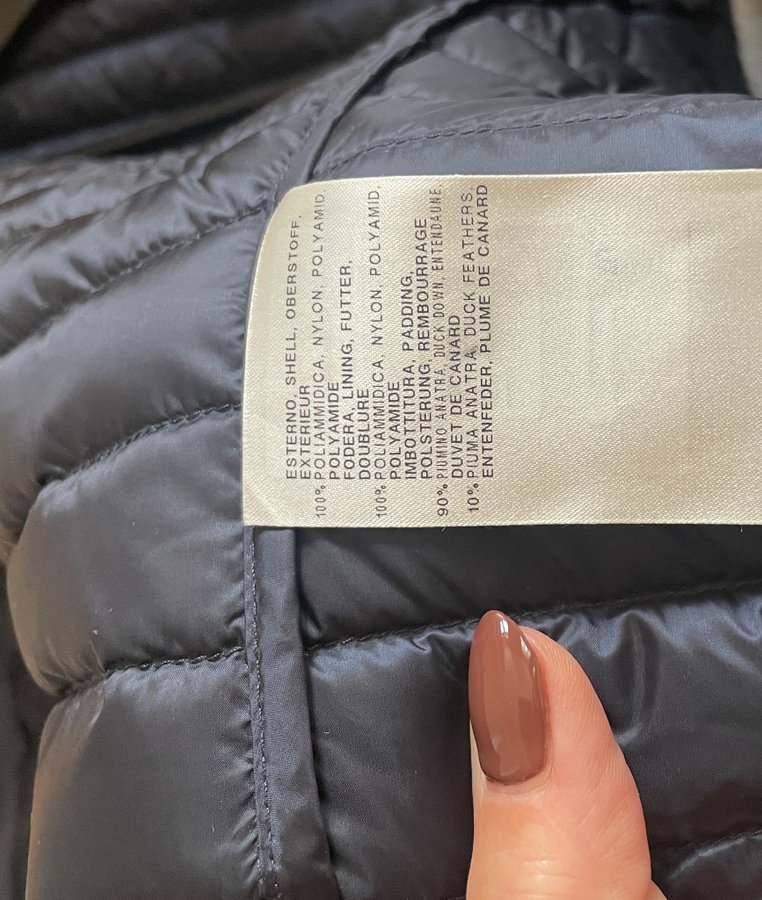 ESTERNO, SHELL, OBERSTOFF,
EXTERIEUR
100% POLIAMMIDICA, NYLON, POLYAMID,
POLYAMIDE
FODERA, LINING, FUTTER,
DOUBLURE
100% POLIAMMIDICA, NYLON, POLYAMID,
POLYAMIDE
IMBOTTITURA, PADDING,
POLSTERUNG, REMBOURRAGE
90% PIUMINO ANATRA, DUCK DOWN, ENTENDAUNE,
DUVET DE CANARD
10% PIUMA ANATRA, DUCK FEATHERS,
ENTENFEDER, PLUME DE CANARD